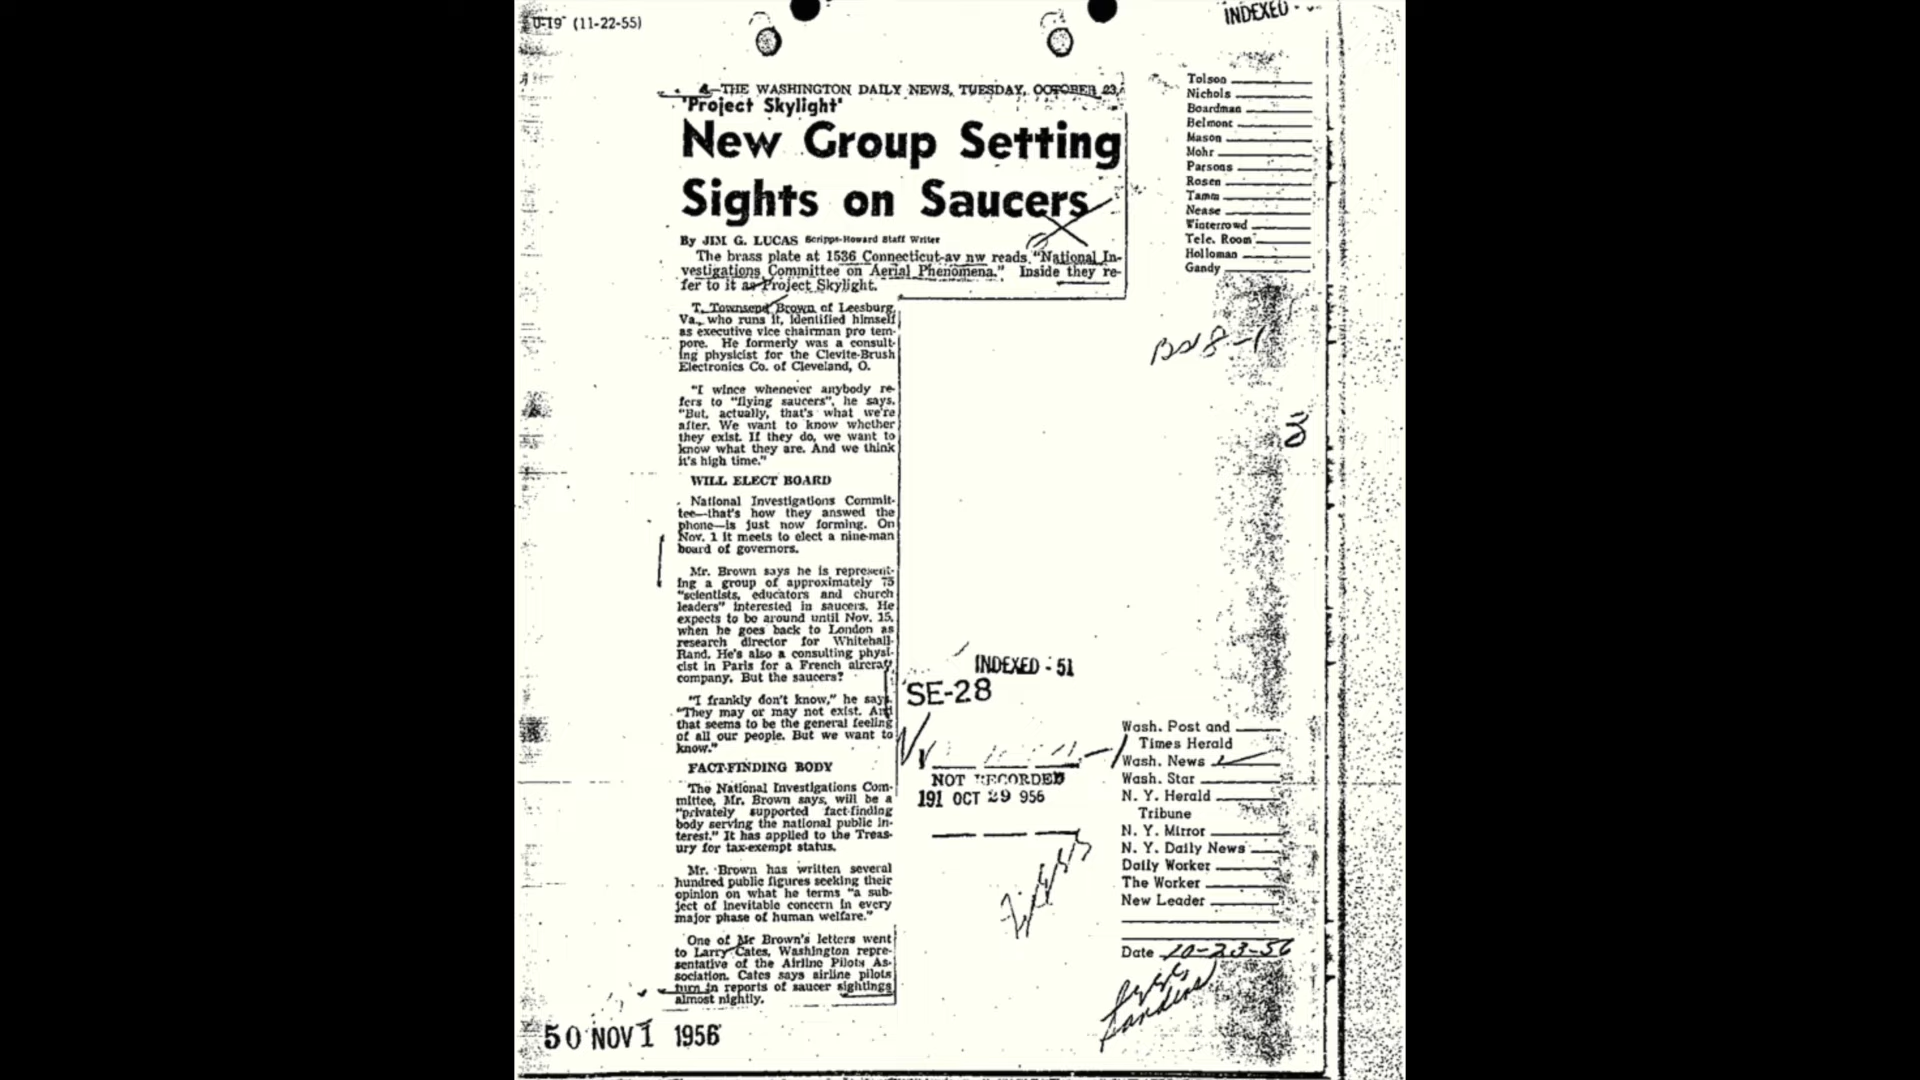 0-19 (11-22-55)
INDEXED -
4—THE WASHINGTON DAILY NEWS, TUESDAY, OCTOBER 23,
'Project Skylight'
New Group Setting
Sights on Saucers
By JIM G. LUCAS Scripps-Howard Staff Writer
The brass plate at 1536 Connecticut-av nw reads "National In-
vestigations Committee on Aerial Phenomena." Inside they re-
fer to it as Project Skylight.
T. Townsend Brown of Leesburg,
Va., who runs it, identified himself
as executive vice chairman pro tem-
pore. He formerly was a consult-
ing physicist for the Clevite-Brush
Electronics Co. of Cleveland, O.
"I wince whenever anybody re-
fers to "flying saucers", he says.
"But, actually, that's what we're
after. We want to know whether
they exist. If they do, we want to
know what they are. And we think
it's high time."
WILL ELECT BOARD
National Investigations Commit-
tee—that's how they answered the
phone—is just now forming. On
Nov. 1 it meets to elect a nine-man
board of governors.
Mr. Brown says he is represent-
ing a group of approximately 75
"scientists, educators and church
leaders" interested in saucers. He
expects to be around until Nov. 15,
when he goes back to London as
research director for Whitehall-
Rand. He's also a consulting physi-
cist in Paris for a French aircraft
company. But the saucers?
"I frankly don't know," he says.
"They may or may not exist. And
that seems to be the general feeling
of all our people. But we want to
know."
FACT-FINDING BODY
The National Investigations Com-
mittee, Mr. Brown says, will be a
"privately supported fact-finding
body serving the national public in-
terest." It has applied to the Treas-
ury for tax-exempt status.
Mr. Brown has written several
hundred public figures seeking their
opinion on what he terms "a sub-
ject of inevitable concern in every
major phase of human welfare."
One of Mr Brown's letters went
to Larry Cates, Washington repre-
sentative of the Airline Pilots As-
sociation. Cates says airline pilots
turn in reports of saucer sightings
almost nightly.
50 NOV 1 1956
INDEXED - 51
SE-28
NOT RECORDED
191 OCT 29 956
Tolson
Nichols
Boardman
Belmont
Mason
Mohr
Parsons
Rosen
Tamm
Nease
Winterrowd
Tele. Room
Holloman
Gandy
Wash. Post and
Times Herald
Wash. News
Wash. Star
N. Y. Herald
Tribune
N. Y. Mirror
N. Y. Daily News
Daily Worker
The Worker
New Leader
Date 10-23-56